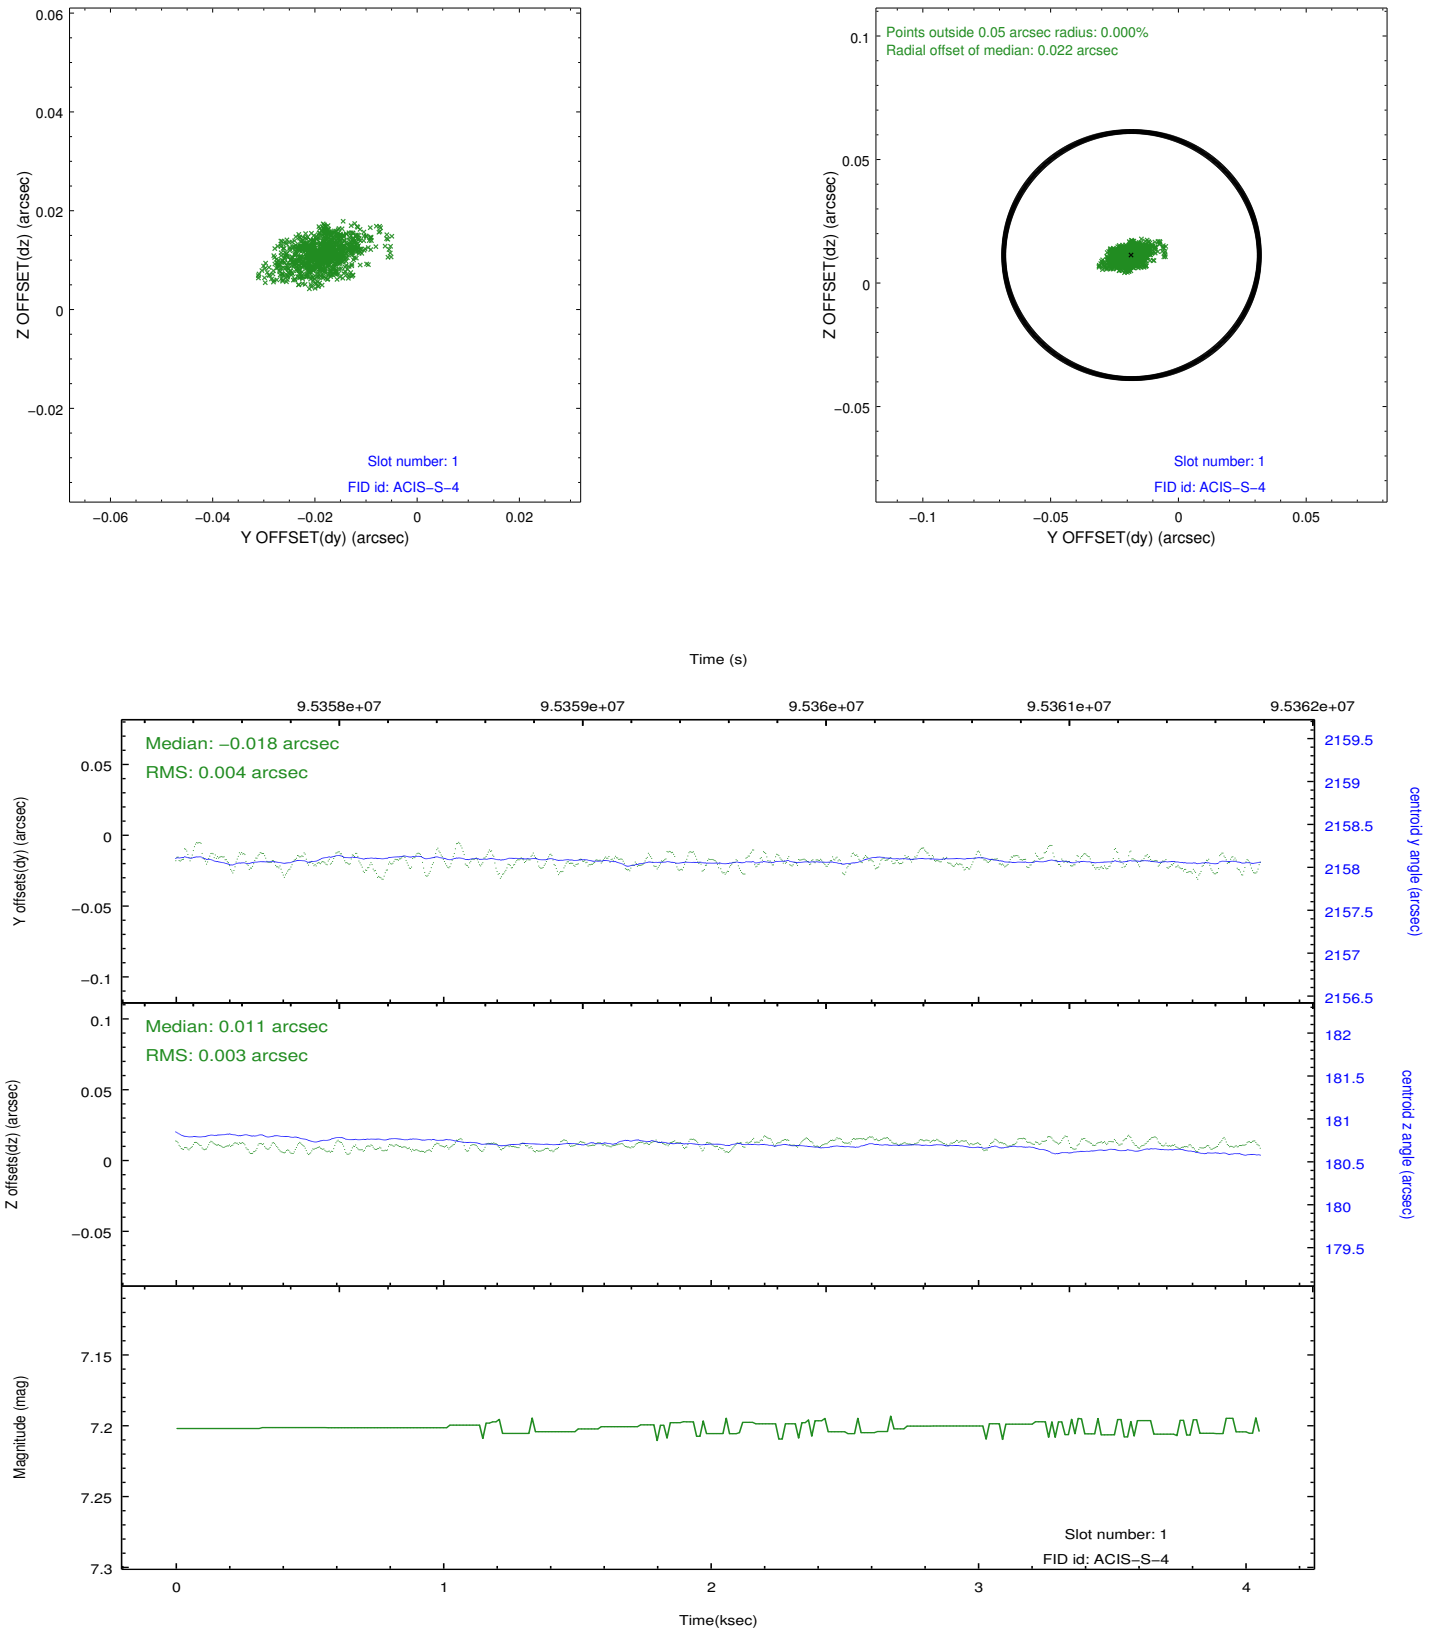 0.06
0.04
0.02
0
−0.02
Z OFFSET(dz) (arcsec)
Slot number: 1
FID id: ACIS−S−4
−0.06
−0.04
−0.02
0
0.02
Y OFFSET(dy) (arcsec)
Points outside 0.05 arcsec radius: 0.000%
Radial offset of median: 0.022 arcsec
0.1
0.05
0
−0.05
Z OFFSET(dz) (arcsec)
Slot number: 1
FID id: ACIS−S−4
−0.1
−0.05
0
0.05
Y OFFSET(dy) (arcsec)
Time (s)
9.5358e+07
9.5359e+07
9.536e+07
9.5361e+07
9.5362e+07
Median: −0.018 arcsec
RMS: 0.004 arcsec
0.05
0
−0.05
−0.1
Y offsets(dy) (arcsec)
2159.5
2159
2158.5
2158
2157.5
2157
2156.5
centroid y angle (arcsec)
Median: 0.011 arcsec
RMS: 0.003 arcsec
0.1
0.05
0
−0.05
Z offsets(dz) (arcsec)
182
181.5
181
180.5
180
179.5
centroid z angle (arcsec)
7.15
7.2
7.25
7.3
Magnitude (mag)
Slot number: 1
FID id: ACIS−S−4
0
1
2
3
4
Time(ksec)